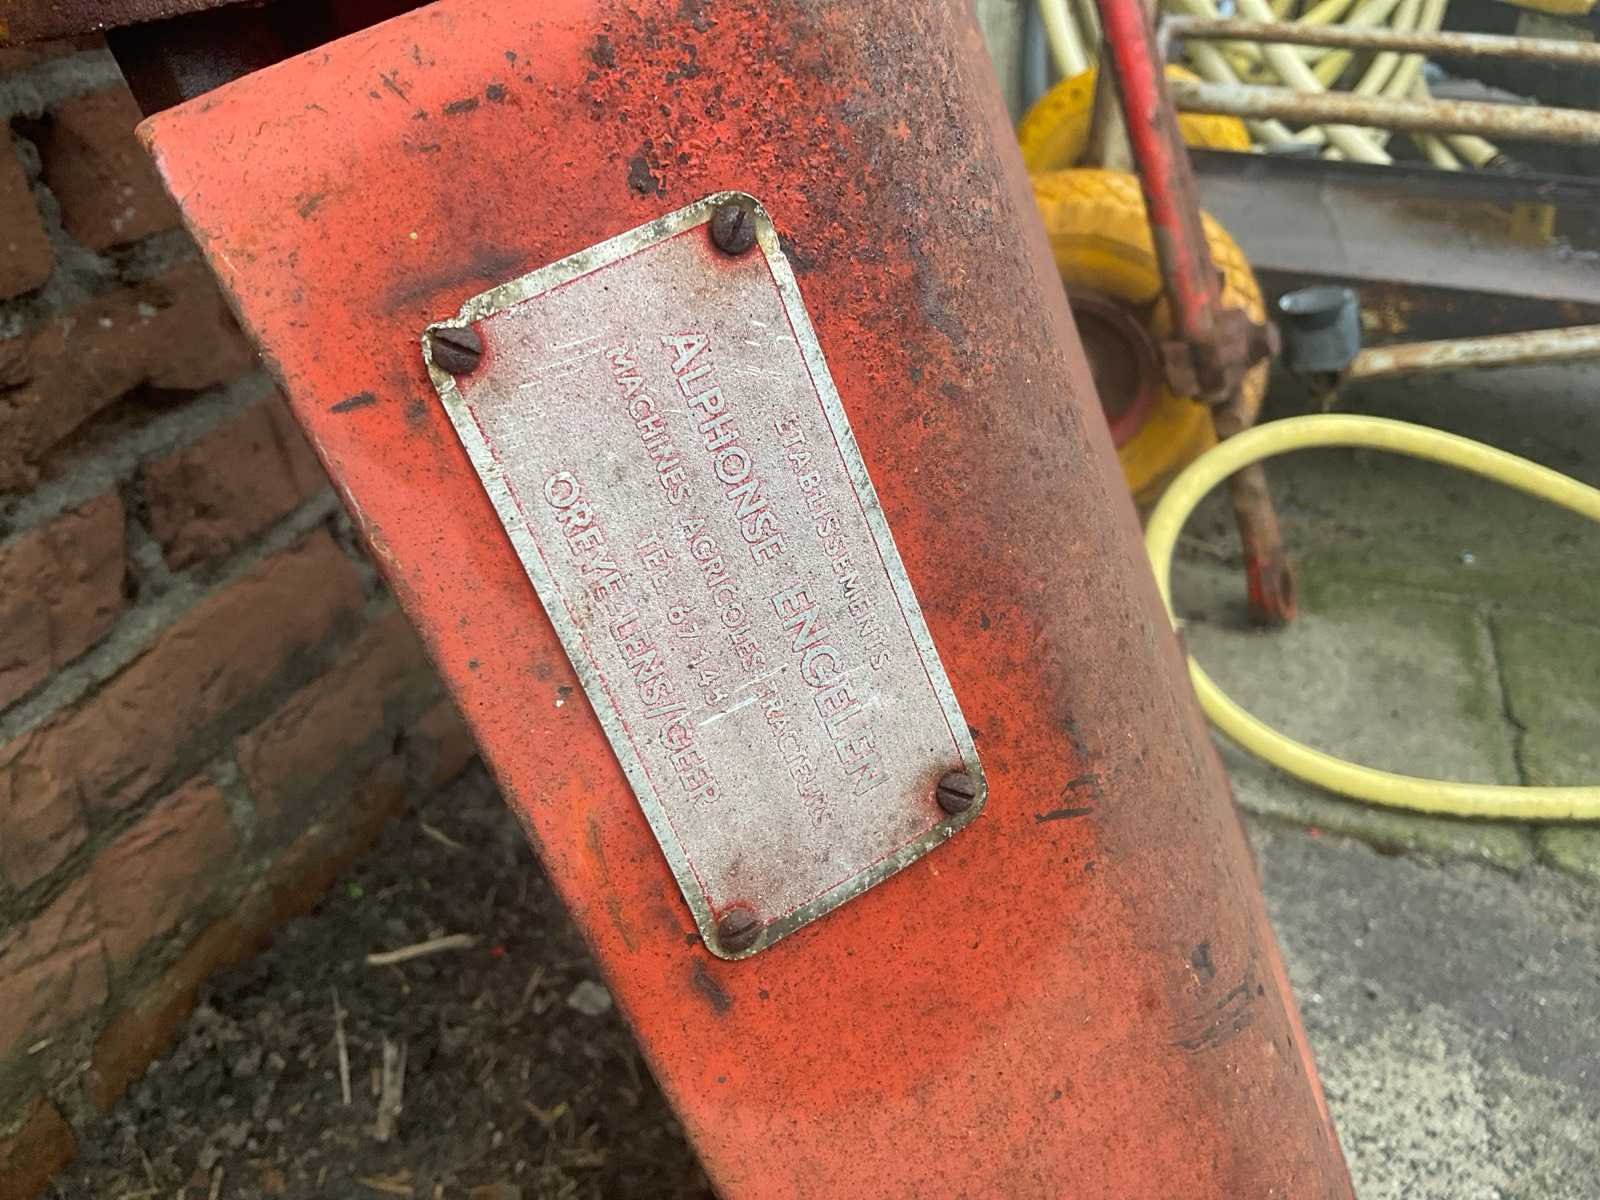 ETABLISSEMENTS
ALPHONSE ENGELEN
MACHINES AGRICOLES TRACTEURS
TEL. 67.143
OREYE-LENS/GEER